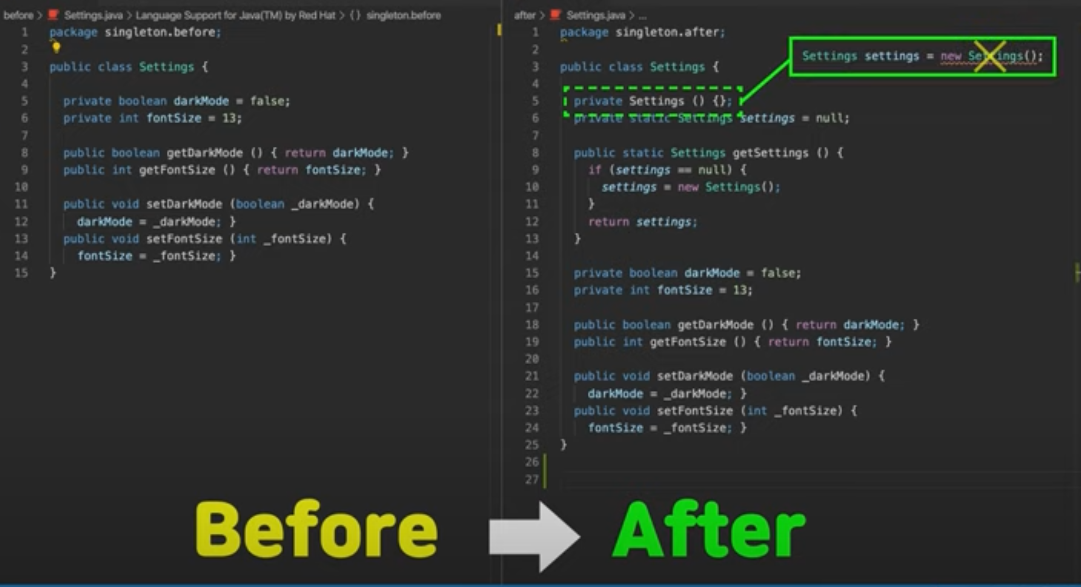 before > Settings.java > Language Support for Java(TM) by Red Hat > {} singleton.before
1 package singleton.before;
2
3 public class Settings {
4
5 private boolean darkMode = false;
6 private int fontSize = 13;
7
8 public boolean getDarkMode () { return darkMode; }
9 public int getFontSize () { return fontSize; }
10
11 public void setDarkMode (boolean _darkMode) {
12 darkMode = _darkMode; }
13 public void setFontSize (int _fontSize) {
14 fontSize = _fontSize; }
15 }
after > Settings.java > ...
1 package singleton.after;
2
Settings settings = new Settings();
3 public class Settings {
4
5 private Settings () {};
6 private static Settings settings = null;
7
8 public static Settings getSettings () {
9 if (settings == null) {
10 settings = new Settings();
11 }
12 return settings;
13 }
14
15 private boolean darkMode = false;
16 private int fontSize = 13;
17
18 public boolean getDarkMode () { return darkMode; }
19 public int getFontSize () { return fontSize; }
20
21 public void setDarkMode (boolean _darkMode) {
22 darkMode = _darkMode; }
23 public void setFontSize (int _fontSize) {
24 fontSize = _fontSize; }
25 }
26
27
Before
After